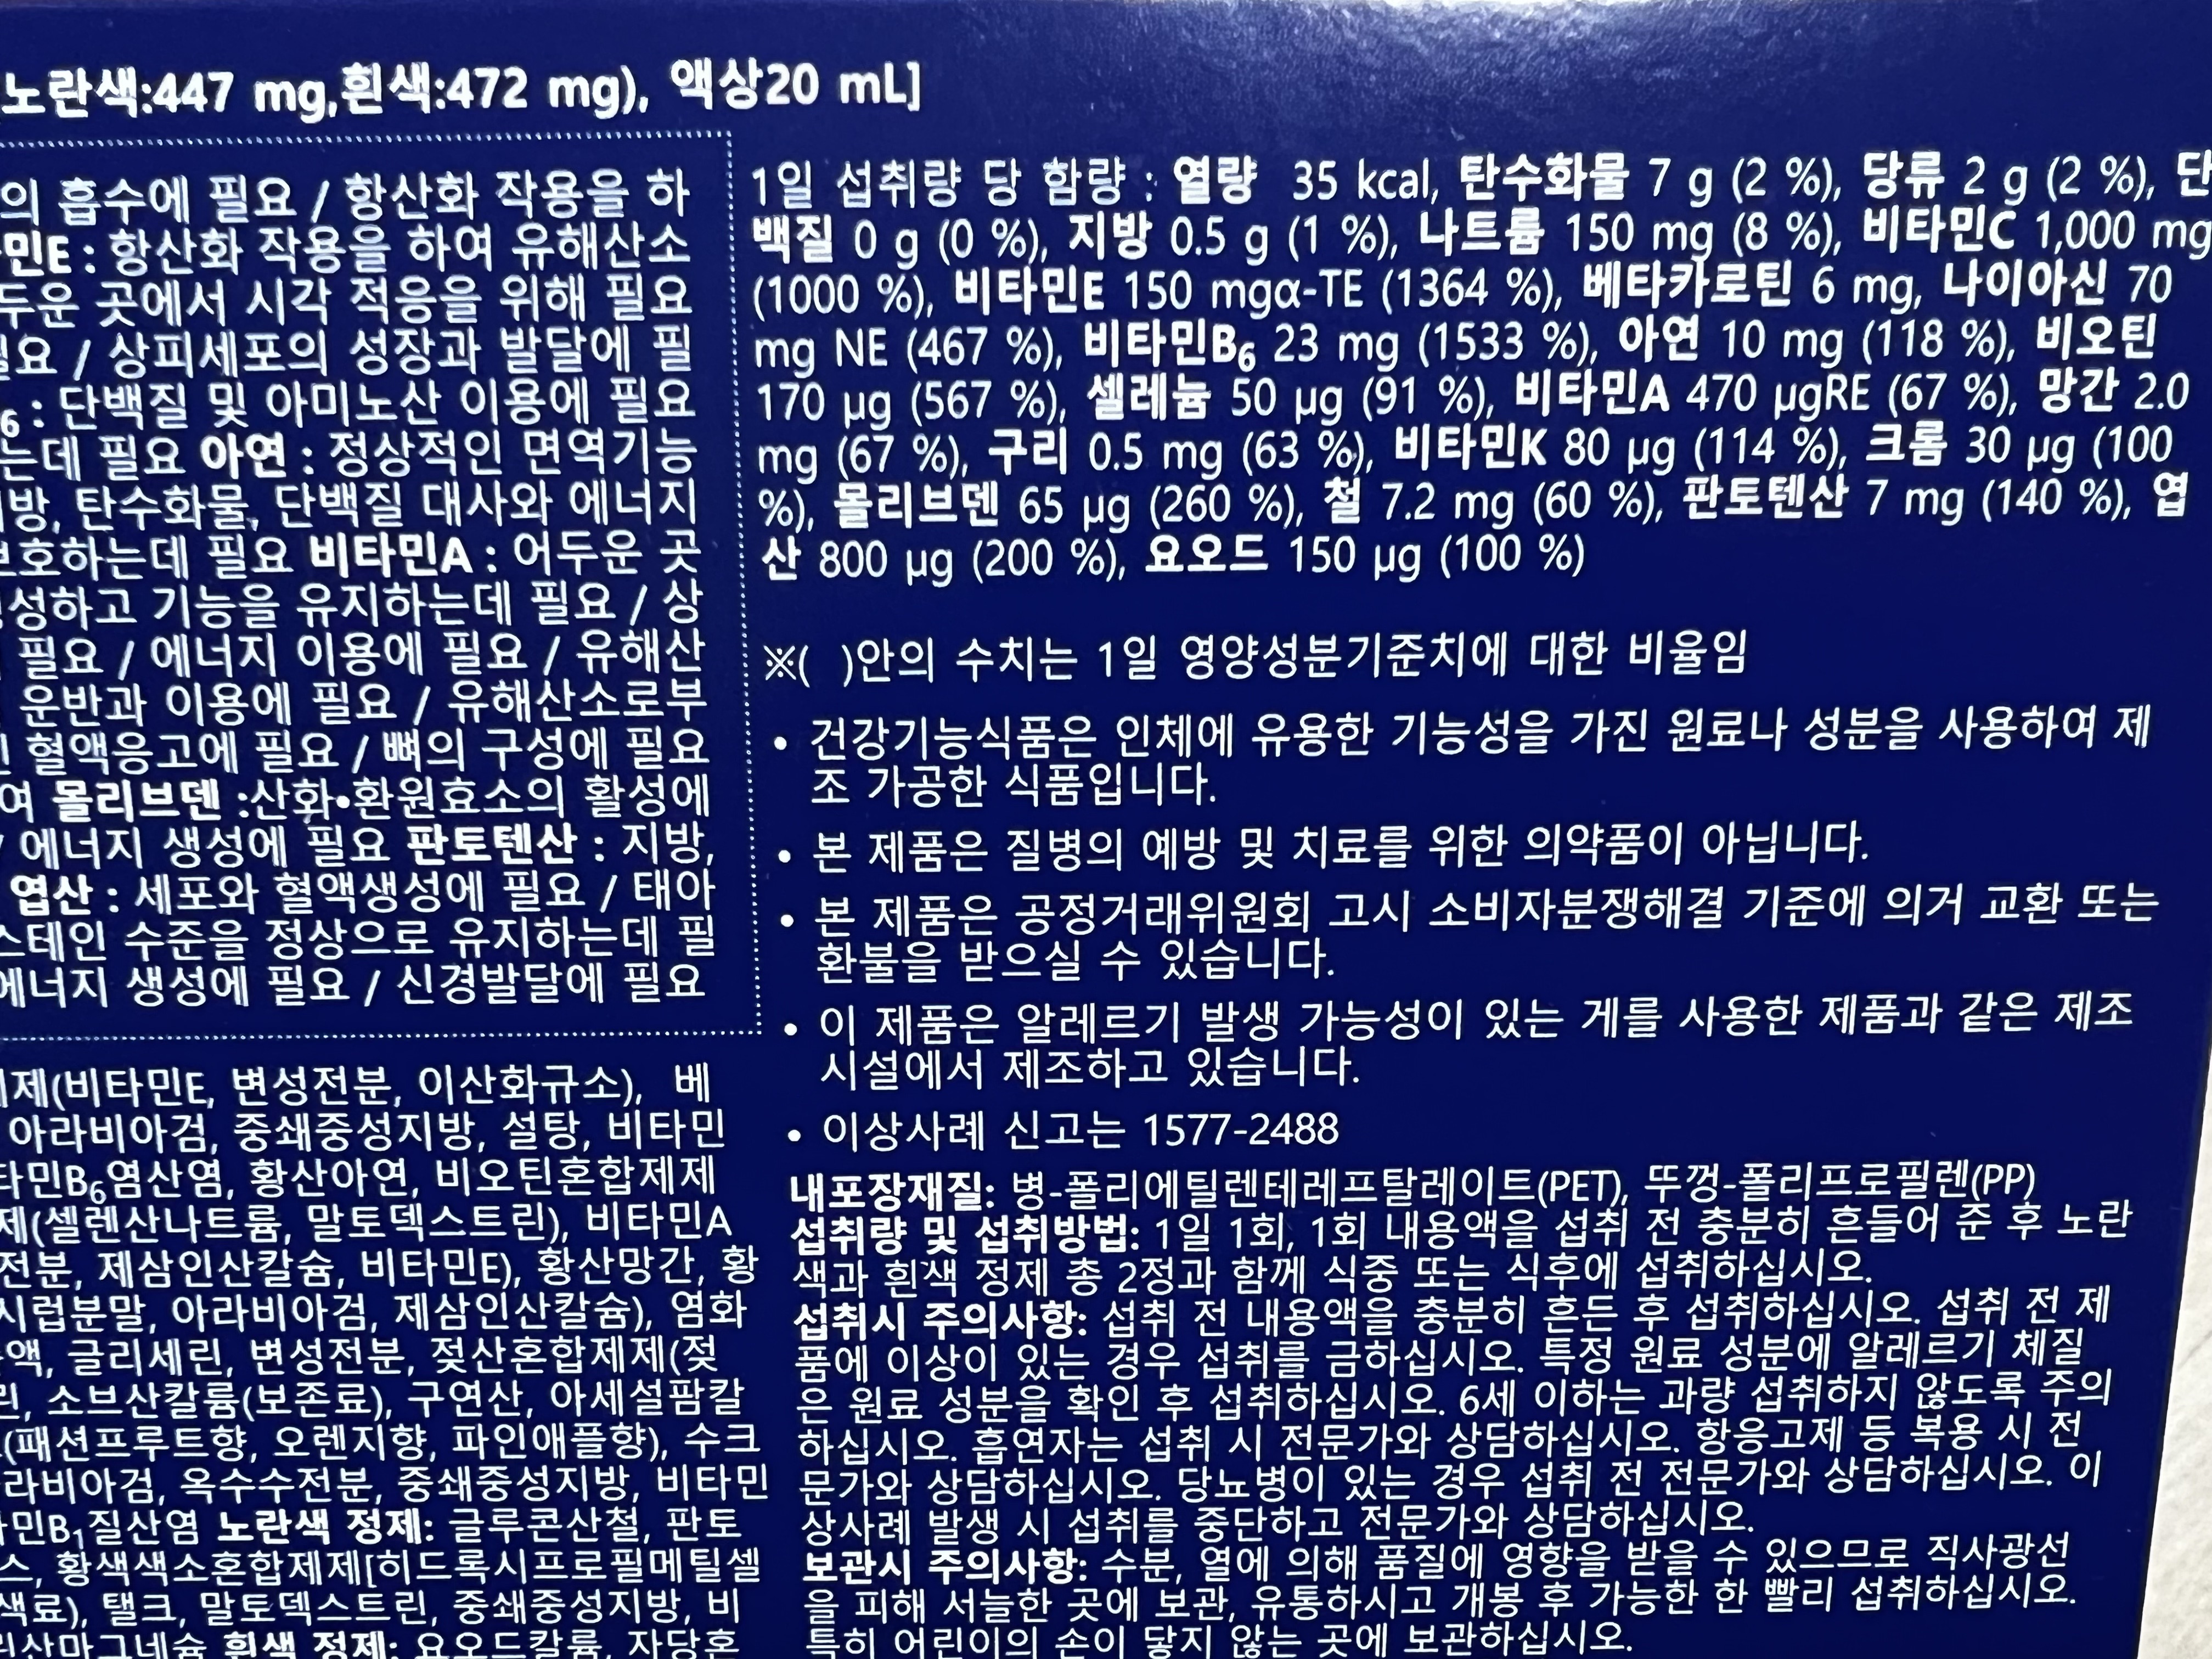 노란색:447 mg,흰색:472 mg), 액상20 mL]
의 흡수에 필요 / 항산화 작용을 하
민E : 항산화 작용을 하여 유해산소
두운 곳에서 시각 적응을 위해 필요
필요 / 상피세포의 성장과 발달에 필
6 : 단백질 및 아미노산 이용에 필요
는데 필요 아연 : 정상적인 면역기능
방, 탄수화물, 단백질 대사와 에너지
보호하는데 필요 비타민A : 어두운 곳
성하고 기능을 유지하는데 필요 / 상
필요 / 에너지 이용에 필요 / 유해산
운반과 이용에 필요 / 유해산소로부
혈액응고에 필요 / 뼈의 구성에 필요
여 몰리브덴 :산화•환원효소의 활성에
/ 에너지 생성에 필요 판토텐산 : 지방,
엽산 : 세포와 혈액생성에 필요 / 태아
스테인 수준을 정상으로 유지하는데 필
에너지 생성에 필요 / 신경발달에 필요
제(비타민E, 변성전분, 이산화규소), 베
아라비아검, 중쇄중성지방, 설탕, 비타민
타민B6염산염, 황산아연, 비오틴혼합제제
제(셀렌산나트륨, 말토덱스트린), 비타민A
전분, 제삼인산칼슘, 비타민E), 황산망간, 황
시럽분말, 아라비아검, 제삼인산칼슘), 염화
액, 글리세린, 변성전분, 젖산혼합제제(젖
린, 소브산칼륨(보존료), 구연산, 아세설팜칼
(패션프루트향, 오렌지향, 파인애플향), 수크
라비아검, 옥수수전분, 중쇄중성지방, 비타민
민B1질산염 노란색 정제: 글루콘산철, 판토
스, 황색색소혼합제제[히드록시프로필메틸셀
색료), 탤크, 말토덱스트린, 중쇄중성지방, 비
산마그네슘 흰색 정제: 요오드칼륨, 자당혼
1일 섭취량 당 함량 : 열량 35 kcal, 탄수화물 7 g (2 %), 당류 2 g (2 %), 단
백질 0 g (0 %), 지방 0.5 g (1 %), 나트륨 150 mg (8 %), 비타민C 1,000 mg
(1000 %), 비타민E 150 mgα-TE (1364 %), 베타카로틴 6 mg, 나이아신 70
mg NE (467 %), 비타민B6 23 mg (1533 %), 아연 10 mg (118 %), 비오틴
170 µg (567 %), 셀레늄 50 µg (91 %), 비타민A 470 µgRE (67 %), 망간 2.0
mg (67 %), 구리 0.5 mg (63 %), 비타민K 80 µg (114 %), 크롬 30 µg (100
%), 몰리브덴 65 µg (260 %), 철 7.2 mg (60 %), 판토텐산 7 mg (140 %), 엽
산 800 µg (200 %), 요오드 150 µg (100 %)
※( )안의 수치는 1일 영양성분기준치에 대한 비율임
• 건강기능식품은 인체에 유용한 기능성을 가진 원료나 성분을 사용하여 제
조 가공한 식품입니다.
• 본 제품은 질병의 예방 및 치료를 위한 의약품이 아닙니다.
• 본 제품은 공정거래위원회 고시 소비자분쟁해결 기준에 의거 교환 또는
환불을 받으실 수 있습니다.
• 이 제품은 알레르기 발생 가능성이 있는 게를 사용한 제품과 같은 제조
시설에서 제조하고 있습니다.
• 이상사례 신고는 1577-2488
내포장재질: 병-폴리에틸렌테레프탈레이트(PET), 뚜껑-폴리프로필렌(PP)
섭취량 및 섭취방법: 1일 1회, 1회 내용액을 섭취 전 충분히 흔들어 준 후 노란
색과 흰색 정제 총 2정과 함께 식중 또는 식후에 섭취하십시오.
섭취시 주의사항: 섭취 전 내용액을 충분히 흔든 후 섭취하십시오. 섭취 전 제
품에 이상이 있는 경우 섭취를 금하십시오. 특정 원료 성분에 알레르기 체질
은 원료 성분을 확인 후 섭취하십시오. 6세 이하는 과량 섭취하지 않도록 주의
하십시오. 흡연자는 섭취 시 전문가와 상담하십시오. 항응고제 등 복용 시 전
문가와 상담하십시오. 당뇨병이 있는 경우 섭취 전 전문가와 상담하십시오. 이
상사례 발생 시 섭취를 중단하고 전문가와 상담하십시오.
보관시 주의사항: 수분, 열에 의해 품질에 영향을 받을 수 있으므로 직사광선
을 피해 서늘한 곳에 보관, 유통하시고 개봉 후 가능한 한 빨리 섭취하십시오.
특히 어린이의 손이 닿지 않는 곳에 보관하십시오.